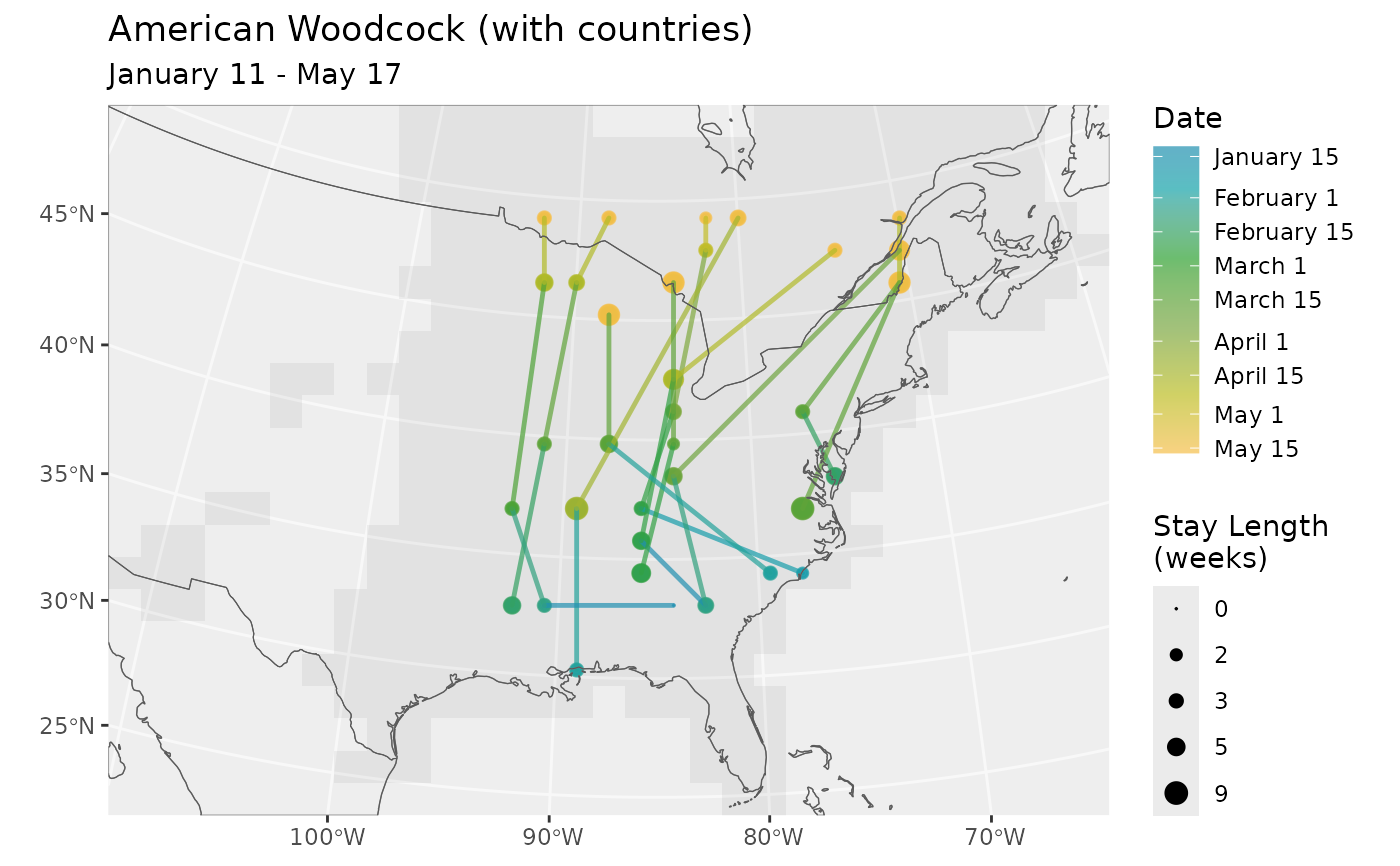 American Woodcock (with countries)
January 11 - May 17
45°N
40°N
35°N
30°N
25°N
100°W
90°W
80°W
70°W
Date
January 15
February 1
February 15
March 1
March 15
April 1
April 15
May 1
May 15
Stay Length
(weeks)
0
2
3
5
9